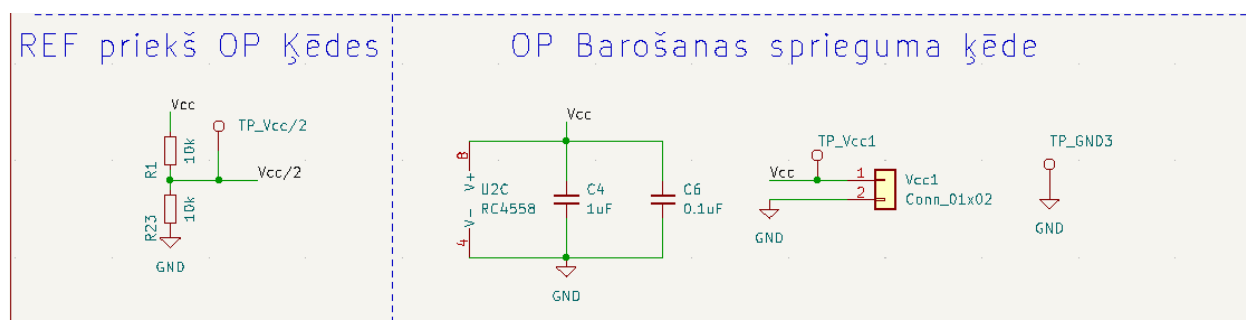 REF priekš OP Ķēdes
OP Barošanas sprieguma ķēde
Vcc
TP_Vcc/2
R1
10k
Vcc/2
R23
10k
GND
Vcc
8
V+
U2C
RC4558
V-
4
C4
1uF
C6
0.1uF
GND
TP_Vcc1
Vcc
1
2
Vcc1
Conn_01x02
GND
TP_GND3
GND